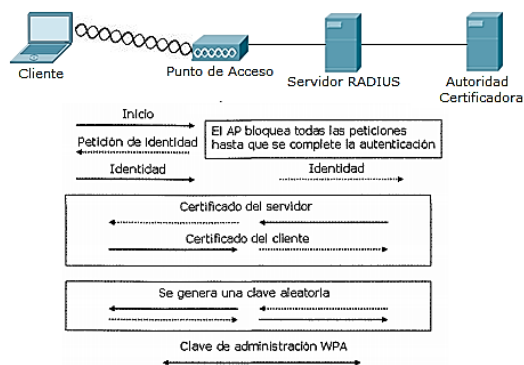 Cliente
Punto de Acceso
Servidor RADIUS
Autoridad
Certificadora
Inicio
Petición de identidad
El AP bloquea todas las peticiones
hasta que se complete la autenticación
Identidad
Identidad
Certificado del servidor
Certificado del cliente
Se genera una clave aleatoria
Clave de administración WPA